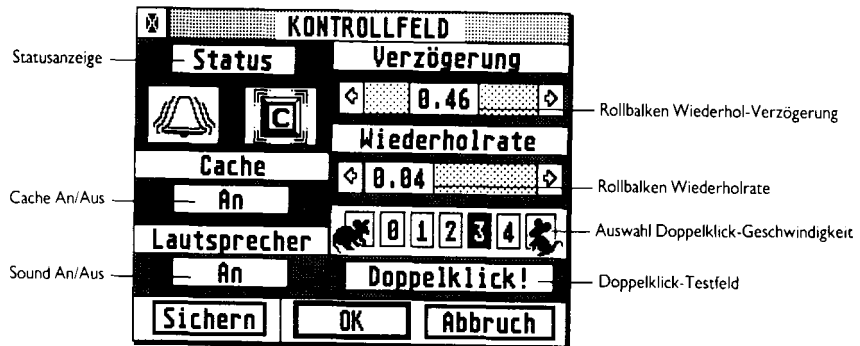 KONTROLLFELD
Statusanzeige
Status
Verzögerung
0.46
Rollbalken Wiederhol-Verzögerung
C
Wiederholrate
Cache
0.04
Rollbalken Wiederholrate
Cache An/Aus
An
0 1 2 3 4
Auswahl Doppelklick-Geschwindigkeit
Lautsprecher
Sound An/Aus
An
Doppelklick!
Doppelklick-Testfeld
Sichern
OK
Abbruch